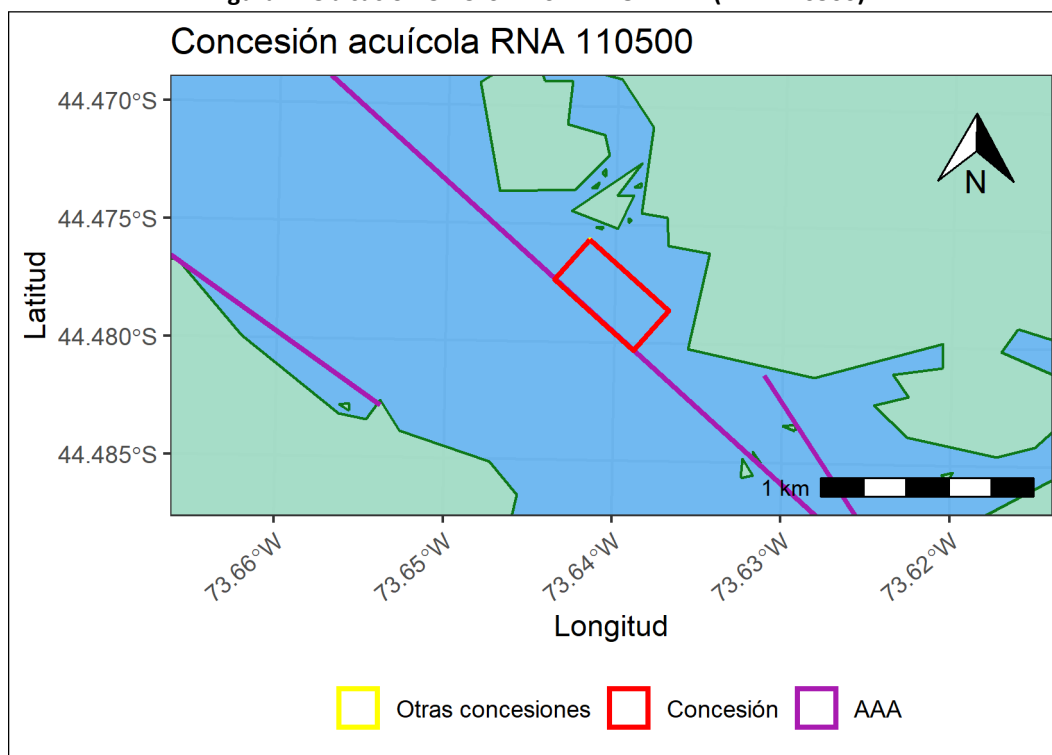 Concesión acuícola RNA 110500
N
44.470°S
44.475°S
44.480°S
44.485°S
Latitud
1 km
73.66°W
73.65°W
73.64°W
73.63°W
73.62°W
Longitud
Otras concesiones
Concesión
AAA